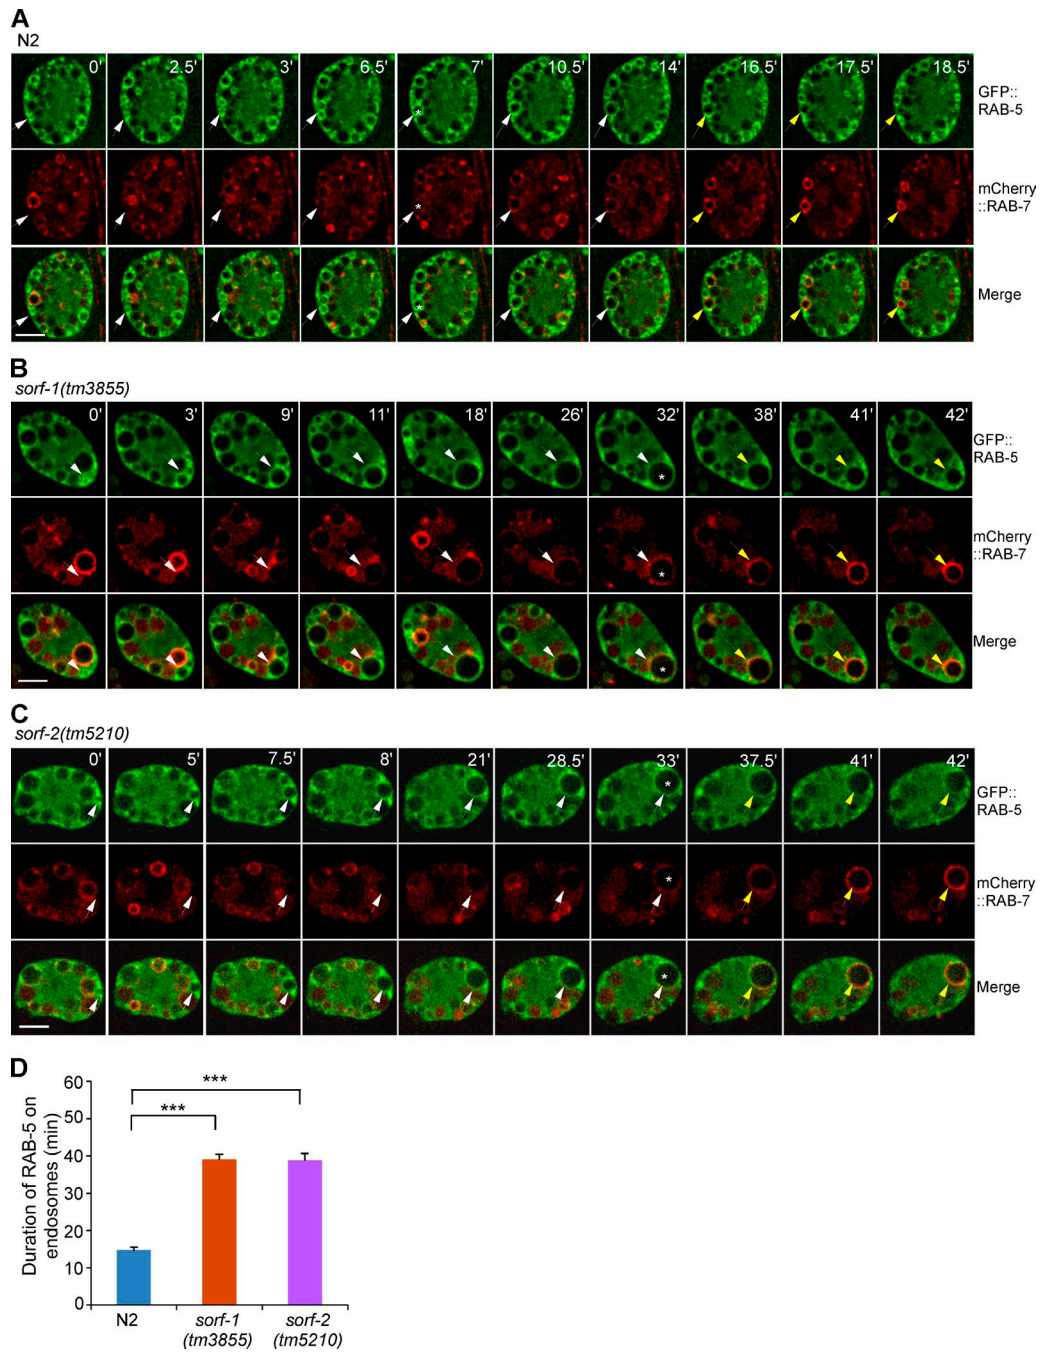 A
N2
0' 2.5' 3' 6.5' 7' 10.5' 14' 16.5' 17.5' 18.5'
GFP::
RAB-5
*
mCherry
::RAB-7
*
Merge
*
B
sorf-1(tm3855)
0' 3' 9' 11' 18' 26' 32' 38' 41' 42'
GFP::
RAB-5
*
mCherry
::RAB-7
*
Merge
*
C
sorf-2(tm5210)
0' 5' 7.5' 8' 21' 28.5' 33' 37.5' 41' 42'
GFP::
RAB-5
*
mCherry
::RAB-7
*
Merge
*
D
Duration of RAB-5 on
endosomes (min)
60
50
40
30
20
10
0
***
***
N2
sorf-1
(tm3855)
sorf-2
(tm5210)